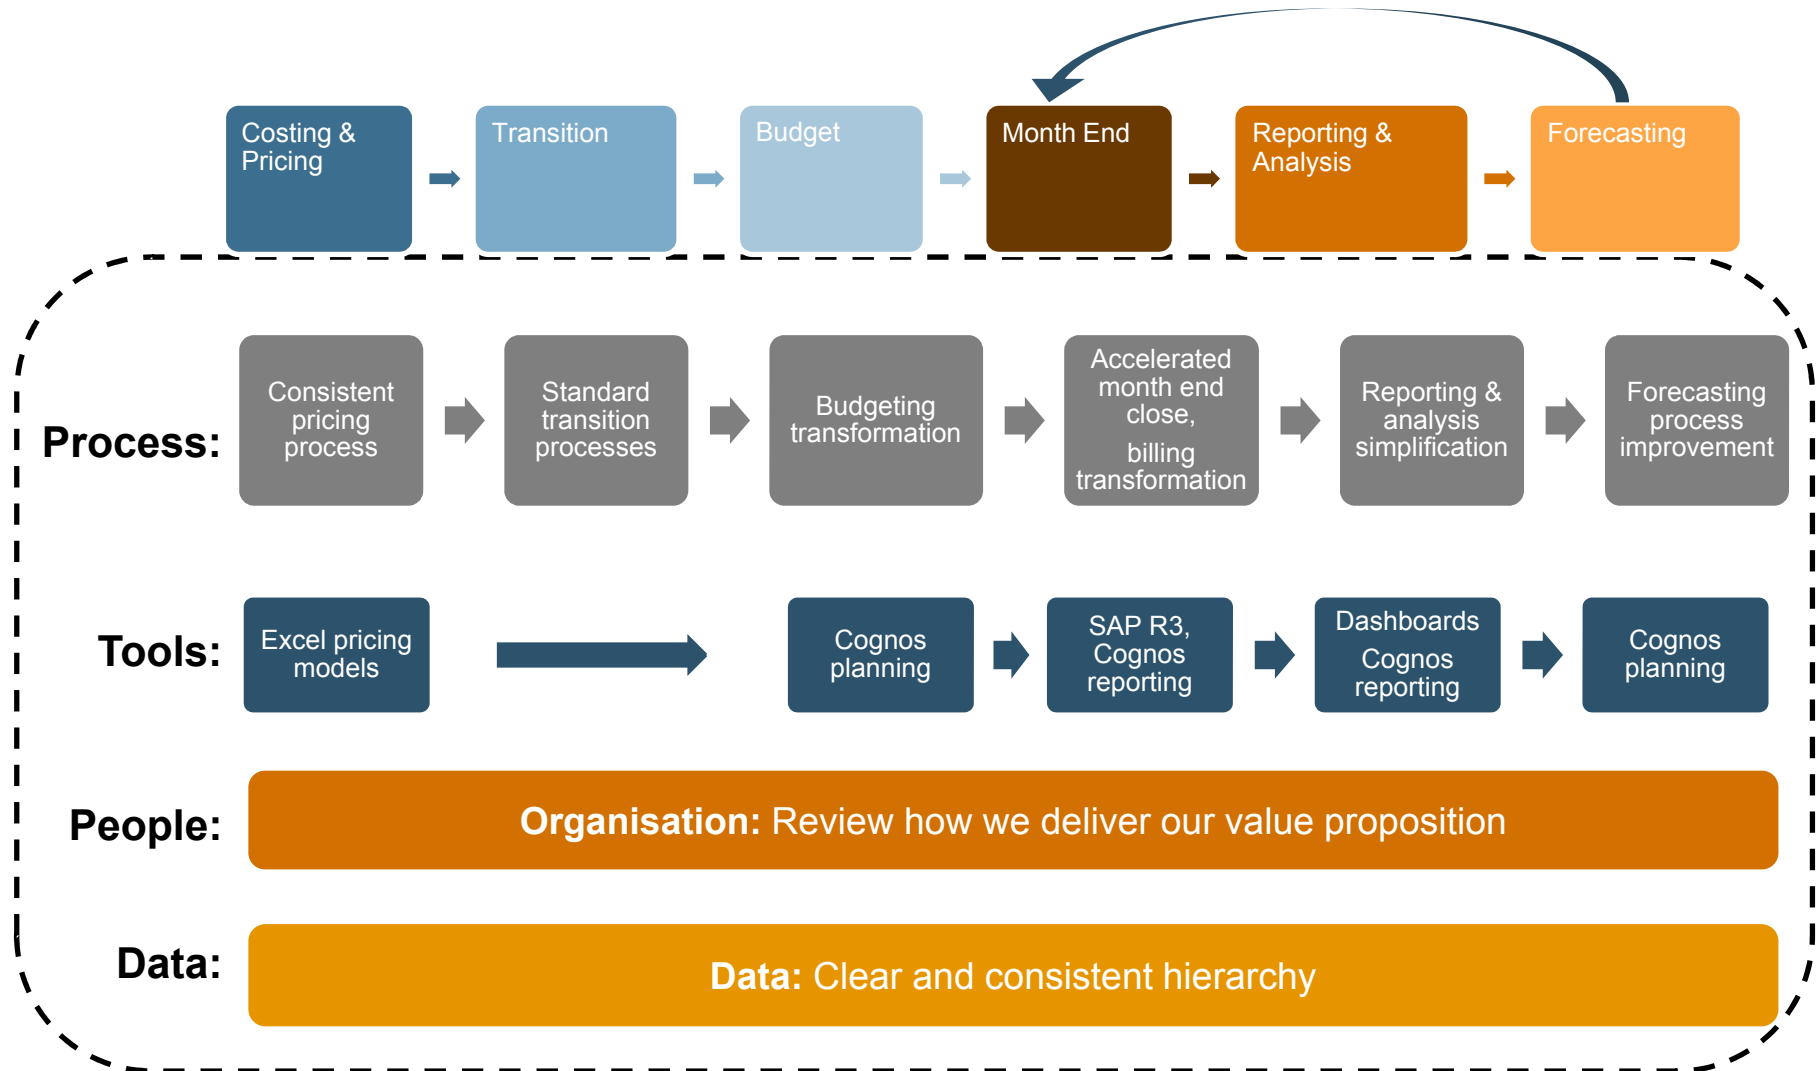 Costing &
Pricing
Transition
Budget
Month End
Reporting &
Analysis
Forecasting
Process:
Consistent
pricing
process
Standard
transition
processes
Budgeting
transformation
Accelerated
month end
close,
billing
transformation
Reporting &
analysis
simplification
Forecasting
process
improvement
Tools:
Excel pricing
models
Cognos
planning
SAP R3,
Cognos
reporting
Dashboards
Cognos
reporting
Cognos
planning
People:
Organisation: Review how we deliver our value proposition
Data:
Data: Clear and consistent hierarchy